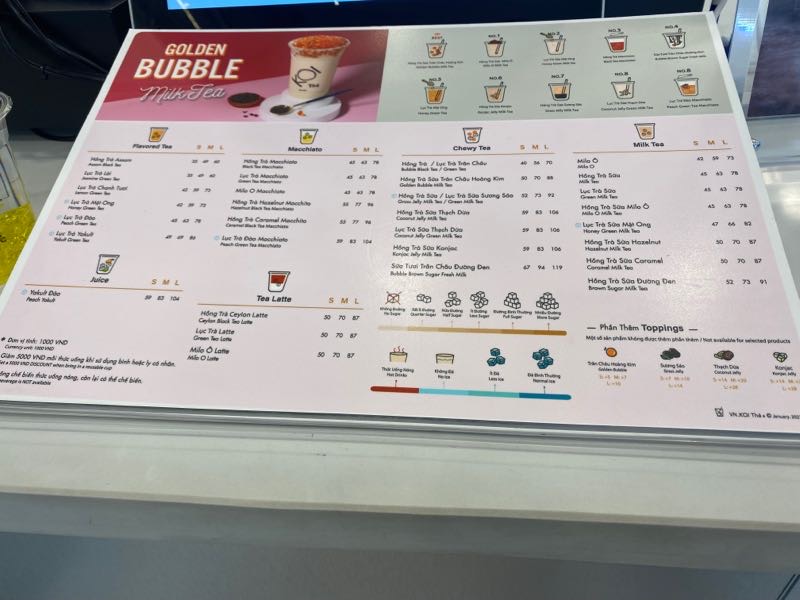 GOLDEN
BUBBLE
Milk Tea
KOI
Thé
NO.1
No.2
NO.3
NO.4
Hồng Trà Macchiato
Black Tea Macchiato
NO.5
NO.6
NO.7
NO.8
Honey Green Tea
Konjac Jelly Milk Tea
Flavored Tea S M L
Hồng Trà Assam 35 49 60
Assam Black Tea
Lục Trà Lài 35 49 60
Jasmine Green Tea
Lục Trà Chanh Tươi 42 59 73
Lemon Green Tea
Lục Trà Mật Ong 42 59 73
Honey Green Tea
Lục Trà Đào 45 63 78
Peach Green Tea
Lục Trà Yakult 49 69 86
Yakult Green Tea
Juice S M L
Yakult Đào 59 83 104
Peach Yakult
Đơn vị tính: 1000 VND
Currency unit: 1000 VND
Giảm 5000 VND mỗi thức uống khi sử dụng bình hoặc ly cá nhân.
Get a 5000 VND DISCOUNT when bring in a reusable cup
Macchiato S M L
Hồng Trà Macchiato 45 63 78
Black Tea Macchiato
Lục Trà Macchiato 45 63 78
Green Tea Macchiato
Milo Ô Macchiato 45 63 78
Hồng Trà Hazelnut Macchito 55 77 96
Hazelnut Black Tea Macchiato
Hồng Trà Caramel Macchito 55 77 96
Caramel Black Tea Macchiato
Lục Trà Đào Macchiato 59 83 104
Peach Green Tea Macchiato
Tea Latte S M L
Hồng Trà Ceylon Latte 50 70 87
Ceylon Black Tea Latte
Lục Trà Latte 50 70 87
Green Tea Latte
Milo Ô Latte 50 70 87
Milo O Latte
Chewy Tea S M L
Hồng Trà / Lục Trà Trân Châu 40 56 70
Bubble Black Tea / Green Tea
Hồng Trà Sữa Trân Châu Hoàng Kim 50 70 88
Golden Bubble Milk Tea
Hồng Trà Sữa / Lục Trà Sữa Sương Sáo 52 73 92
Grass Jelly Milk Tea / Green Milk Tea
Hồng Trà Sữa Thạch Dừa 59 83 106
Coconut Jelly Milk Tea
Lục Trà Sữa Thạch Dừa 59 83 106
Coconut Jelly Green Milk Tea
Hồng Trà Sữa Konjac 59 83 106
Konjac Jelly Milk Tea
Sữa Tươi Trân Châu Đường Đen 67 94 119
Bubble Brown Sugar Fresh Milk
Không Đường
No Sugar
Rất Ít Đường
Quarter Sugar
Nửa Đường
Half Sugar
Ít Đường
Less Sugar
Đường Bình Thường
Full Sugar
Nhiều Đường
More Sugar
Thức Uống Nóng
Hot Drinks
Không Đá
No Ice
Ít Đá
Less Ice
Đá Bình Thường
Normal Ice
Milk Tea S M L
Milo Ô 42 59 73
Milo O
Hồng Trà Sữa 45 63 78
Milk Tea
Lục Trà Sữa 45 63 78
Green Milk Tea
Hồng Trà Sữa Milo Ô 45 63 78
Milo O Milk Tea
Lục Trà Sữa Mật Ong 47 66 82
Honey Green Milk Tea
Hồng Trà Sữa Hazelnut 50 70 87
Hazelnut Milk Tea
Hồng Trà Sữa Caramel 50 70 87
Caramel Milk Tea
Hồng Trà Sữa Đường Đen 52 73 91
Brown Sugar Milk Tea
Phần Thêm Toppings
Một số sản phẩm không được thêm phần thêm / Not available for selected products
Trân Châu Hoàng Kim
Golden Bubble
Sương Sáo
Grass Jelly
Thạch Dừa
Coconut Jelly
Konjac
Konjac Jelly
VN.KOI Thé
© January.